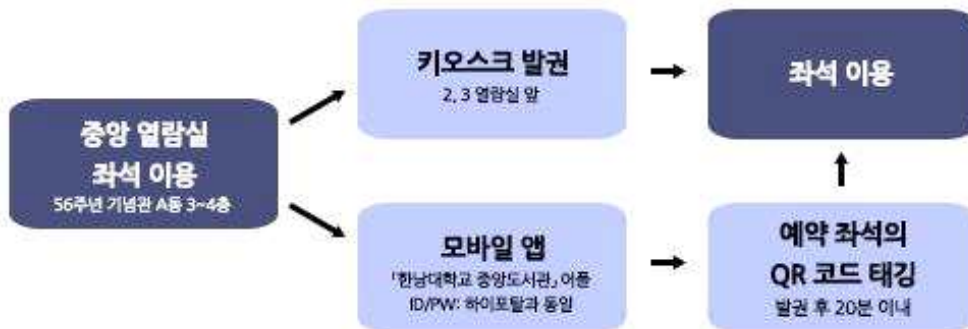 중앙 열람실
좌석 이용
56주년 기념관 A동 3~4층
키오스크 발권
2, 3 열람실 앞
좌석 이용
모바일 앱
「한남대학교 중앙도서관」 어플
ID/PW: 하이포탈과 동일
예약 좌석의
QR 코드 태깅
발권 후 20분 이내